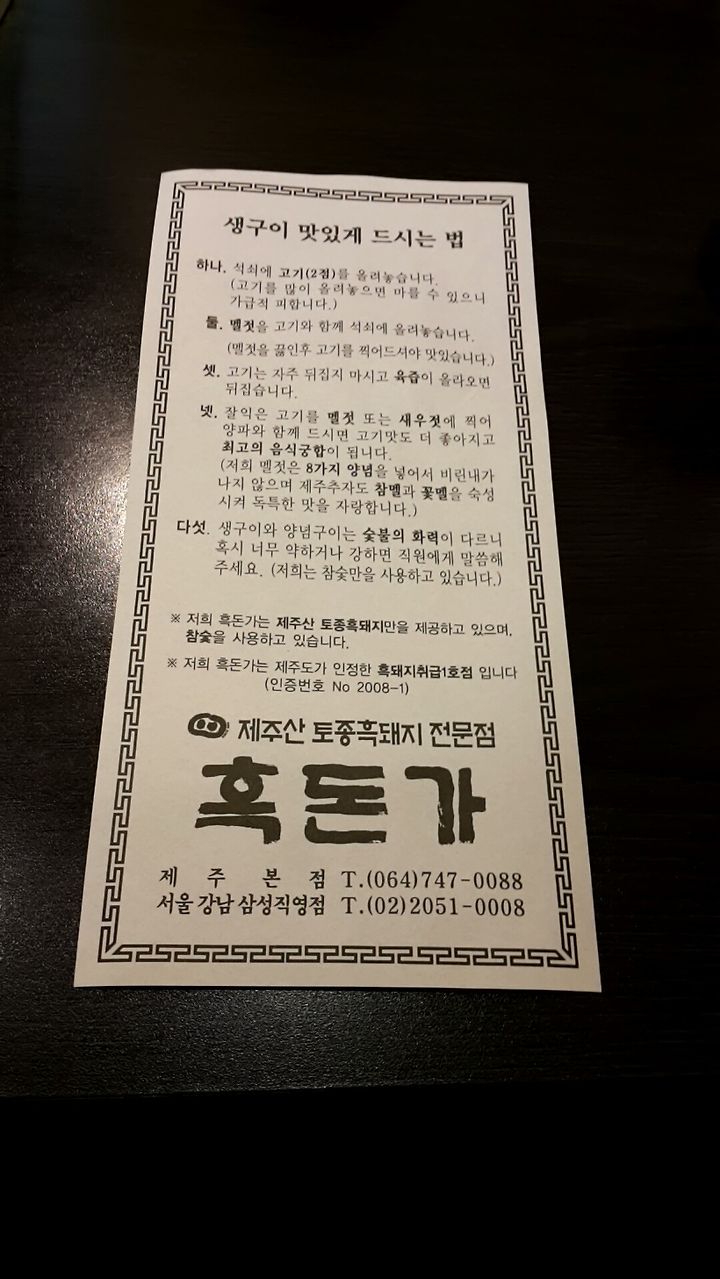 생구이 맛있게 드시는 법
하나. 석쇠에 고기(2점)를 올려놓습니다.
(고기를 많이 올려놓으면 마를 수 있으니
가급적 피합니다.)
둘. 멜젓을 고기와 함께 석쇠에 올려놓습니다.
(멜젓을 끓인후 고기를 찍어드셔야 맛있습니다.)
셋. 고기는 자주 뒤집지 마시고 육즙이 올라오면
뒤집습니다.
넷. 잘익은 고기를 멜젓 또는 새우젓에 찍어
양파와 함께 드시면 고기맛도 더 좋아지고
최고의 음식궁합이 됩니다.
(저희 멜젓은 8가지 양념을 넣어서 비린내가
나지 않으며 제주추자도 참멜과 꽃멜을 숙성
시켜 독특한 맛을 자랑합니다.)
다섯. 생구이와 양념구이는 숯불의 화력이 다르니
혹시 너무 약하거나 강하면 직원에게 말씀해
주세요. (저희는 참숯만을 사용하고 있습니다.)
※ 저희 흑돈가는 제주산 토종흑돼지만을 제공하고 있으며,
참숯을 사용하고 있습니다.
※ 저희 흑돈가는 제주도가 인정한 흑돼지취급1호점 입니다
(인증번호 No 2008-1)
제주산 토종흑돼지 전문점
흑돈가
제 주 본 점 T.(064)747-0088
서울 강남 삼성직영점 T.(02)2051-0008